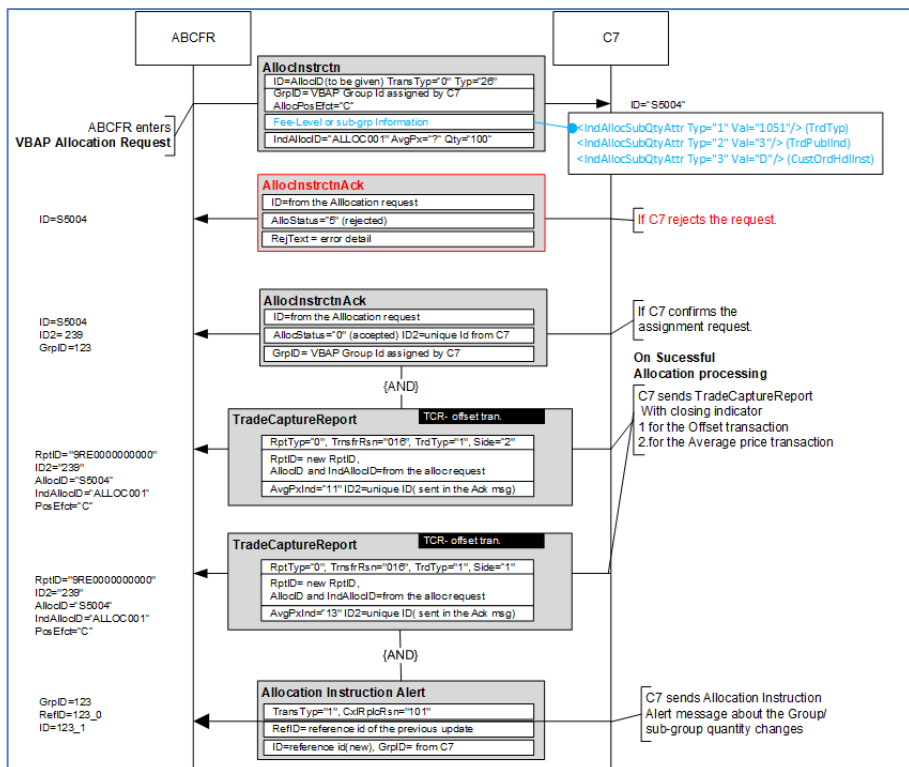 ABCFR
C7
AllocInstrctn
ID=AllocID(to be given) TransTyp="0" Typ="26"
GrpID= VBAP Group Id assigned by C7
AllocPosEfct="C"
Fee-Level or sub-grp Information
IndAllocID="ALLOC001" AvgPx="?" Qty="100"
ABCFR enters
VBAP Allocation Request
ID="S5004"
<IndAllocSubQtyAttr Typ="1" Val="1051"/> (TrdTyp)
<IndAllocSubQtyAttr Typ="2" Val="3"/> (TrdPublInd)
<IndAllocSubQtyAttr Typ="3" Val="D"/> (CustOrdHdlInst)
AllocInstrctnAck
ID=from the Alllocation request
AlloStatus="5" (rejected)
RejText = error detail
ID=S5004
If C7 rejects the request.
AllocInstrctnAck
ID=from the Alllocation request
AllocStatus="0" (accepted) ID2=unique Id from C7
GrpID= VBAP Group Id assigned by C7
ID=S5004
ID2= 239
GrpID=123
If C7 confirms the
assignment request.
{AND}
On Sucessful
Allocation processing
C7 sends TradeCaptureReport
With closing indicator
1 for the Offset transaction
2.for the Average price transaction
TCR- offset tran.
TradeCaptureReport
RptTyp="0", TrnsfrRsn="016", TrdTyp="1", Side="2"
RptID= new RptID,
AllocID and IndAllocID=from the alloc request
AvgPxInd="11" ID2=unique ID( sent in the Ack msg)
RptID="9RE0000000000"
ID2="239"
AllocID="S5004"
IndAllocID="ALLOC001"
PosEfct="C"
TCR- offset tran.
TradeCaptureReport
RptTyp="0", TrnsfrRsn="016", TrdTyp="1", Side="1"
RptID= new RptID,
AllocID and IndAllocID=from the alloc request
AvgPxInd="13" ID2=unique ID( sent in the Ack msg)
RptID="9RE0000000000"
ID2="239"
AllocID="S5004"
IndAllocID="ALLOC001"
PosEfct="C"
{AND}
Allocation Instruction Alert
TransTyp="1", CxlRplcRsn="101"
RefID= reference id of the previous update
ID=reference id(new), GrpID= from C7
GrpID=123
RefID=123_0
ID=123_1
C7 sends Allocation Instruction
Alert message about the Group/
sub-group quantity changes